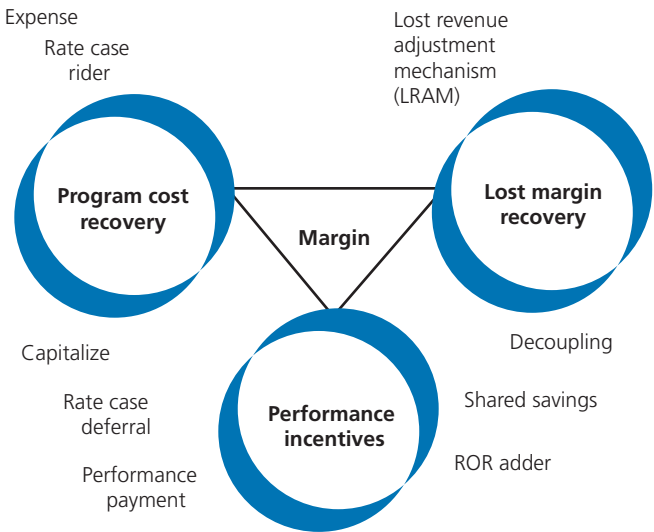 Expense
Rate case
rider
Lost revenue
adjustment
mechanism
(LRAM)
Program cost
recovery
Margin
Lost margin
recovery
Capitalize
Rate case
deferral
Performance
payment
Performance
incentives
Decoupling
Shared savings
ROR adder